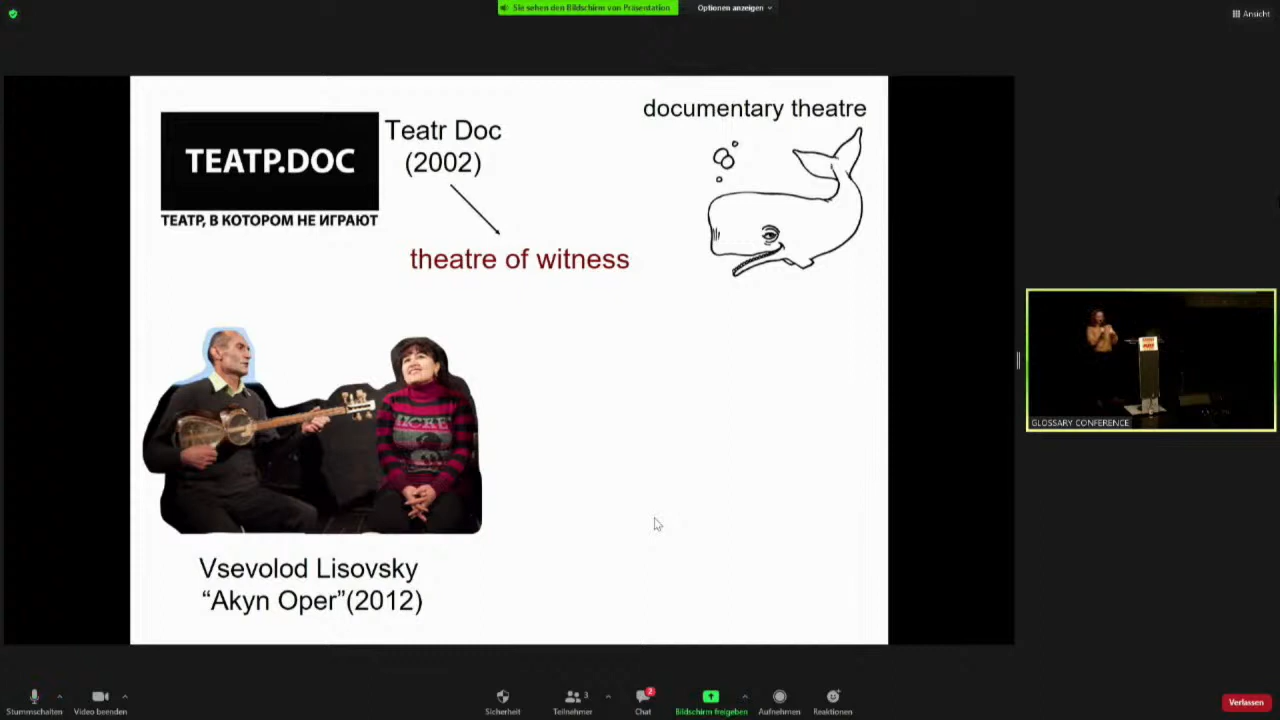 Sie sehen den Bildschirm von Präsentation
Optionen anzeigen
Ansicht
documentary theatre
ТЕАТР.DOC
ТЕАТР, В КОТОРОМ НЕ ИГРАЮТ
Teatr Doc
(2002)
theatre of witness
Vsevolod Lisovsky
“Akyn Oper”(2012)
GLOSSARY CONFERENCE
Stummschalten
Video beenden
Sicherheit
3
Teilnehmer
2
Chat
Bildschirm freigeben
Aufnehmen
Reaktionen
Verlassen